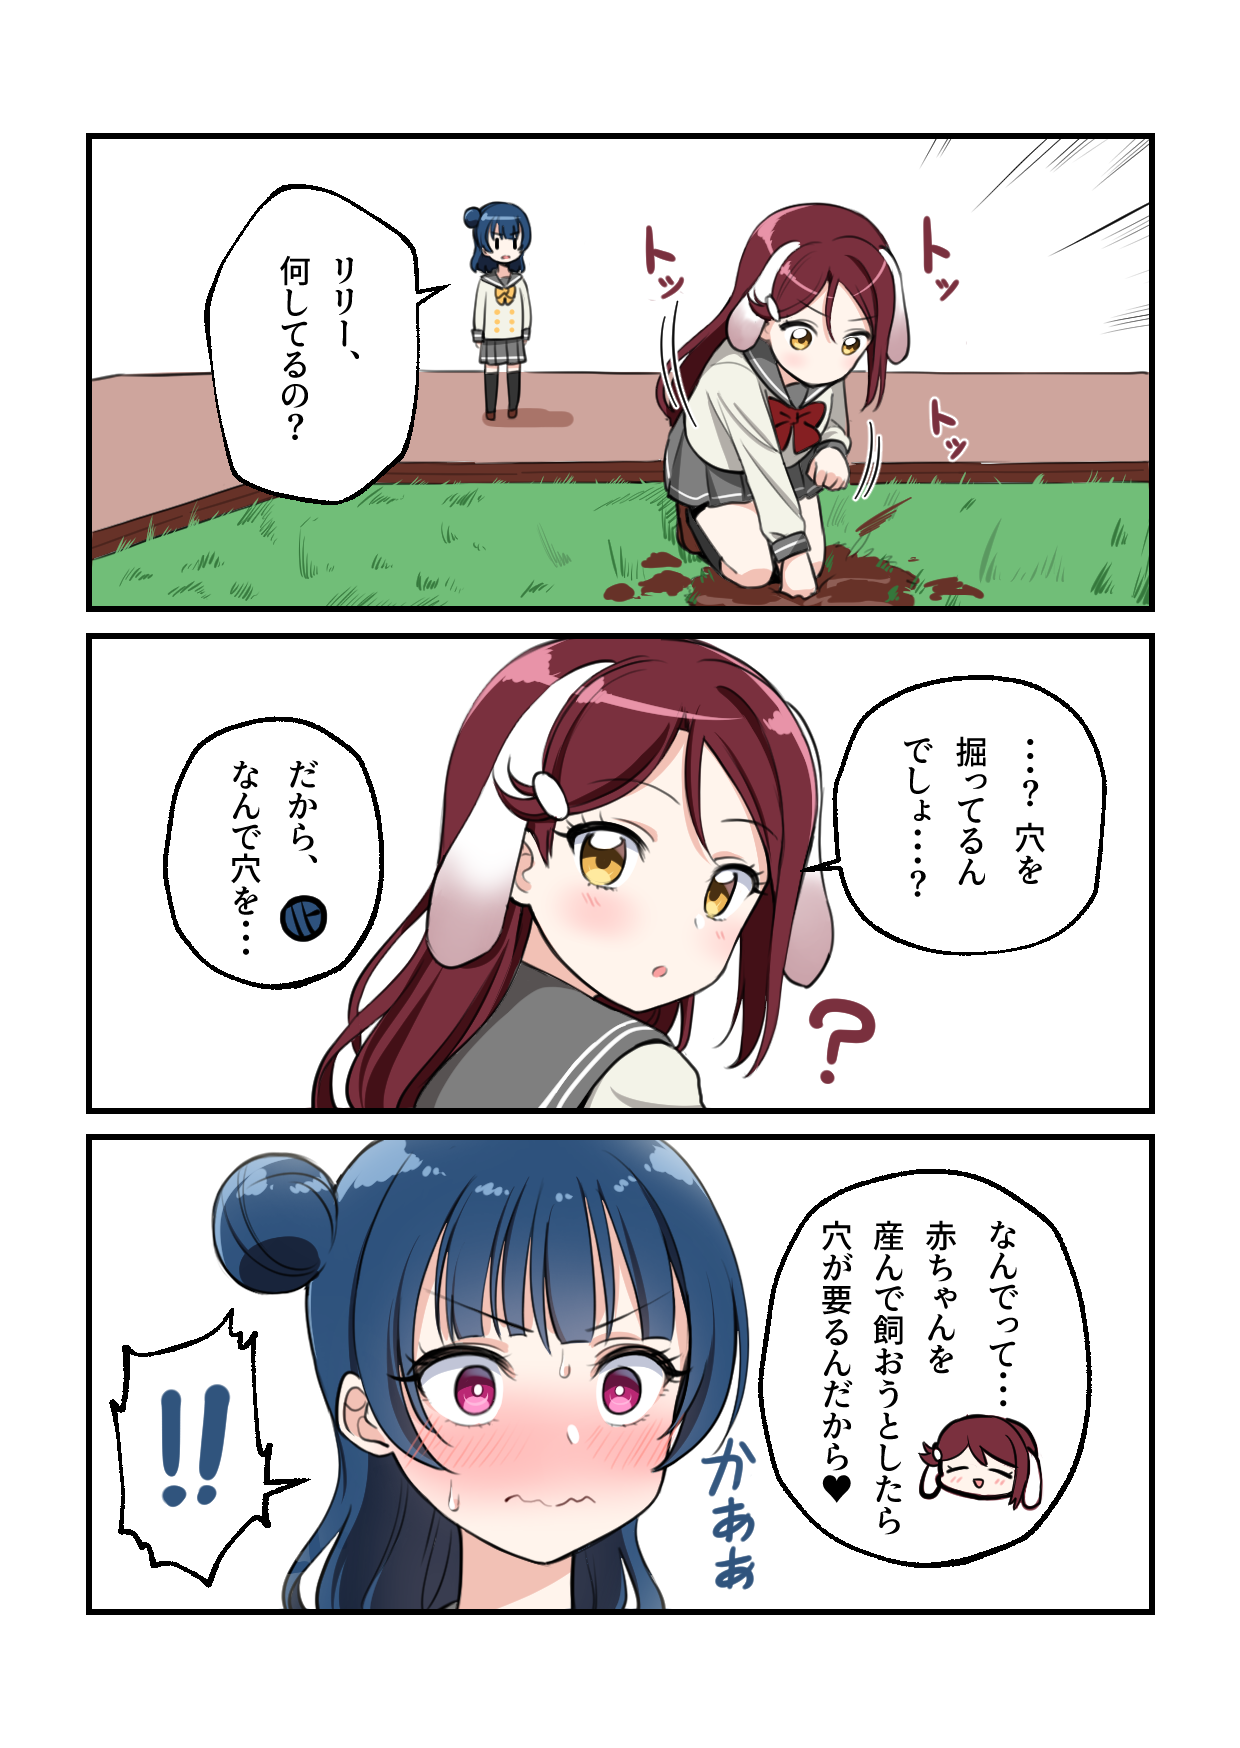 リリー、
何してるの？
トッ
トッ
トッ
…？穴を
掘ってるん
でしょ……？
？
だから、
なんで穴を…
なんでって…
赤ちゃんを
産んで飼おうとしたら
穴が要るんだから♥
かぁぁ
!!